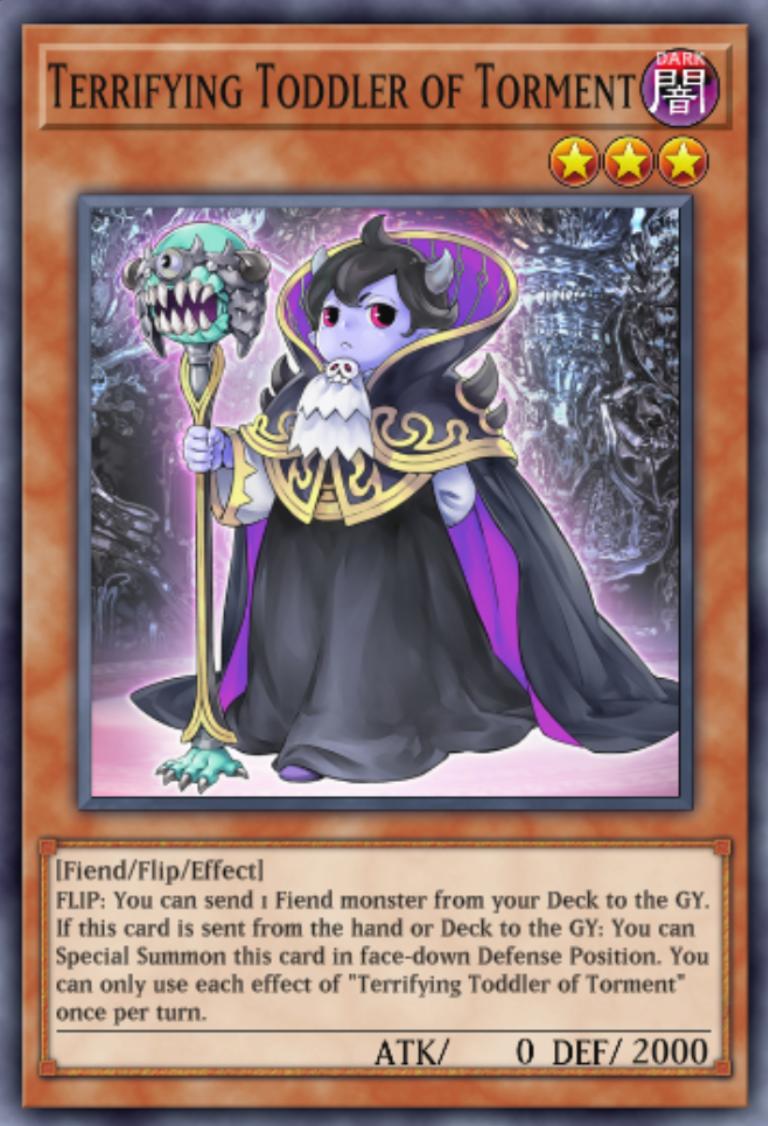 TERRIFYING TODDLER OF TORMENT
DARK
闇
[Fiend/Flip/Effect]
FLIP: You can send 1 Fiend monster from your Deck to the GY.
If this card is sent from the hand or Deck to the GY: You can
Special Summon this card in face-down Defense Position. You
can only use each effect of "Terrifying Toddler of Torment"
once per turn.
ATK/ 0 DEF/ 2000